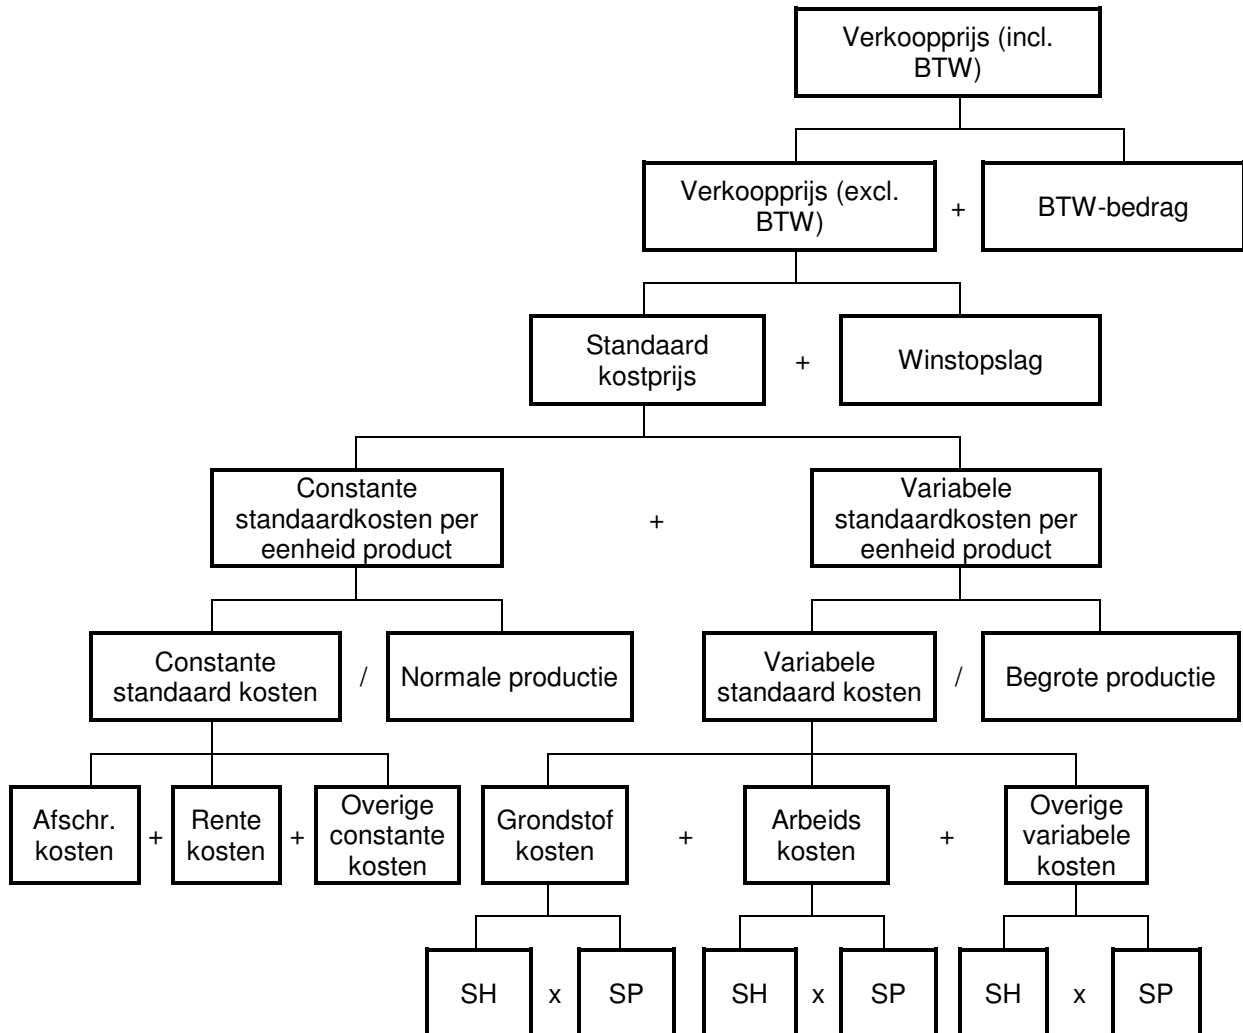 Verkoopprijs (incl.
BTW)
Verkoopprijs (excl.
BTW)
+
BTW-bedrag
Standaard
kostprijs
+
Winstopslag
Constante
standaardkosten per
eenheid product
+
Variabele
standaardkosten per
eenheid product
Constante
standaard kosten
/
Normale productie
Variabele
standaard kosten
/
Begrote productie
Afschr.
kosten
+
Rente
kosten
+
Overige
constante
kosten
Grondstof
kosten
+
Arbeids
kosten
+
Overige
variabele
kosten
SH x SP
SH x SP
SH x SP